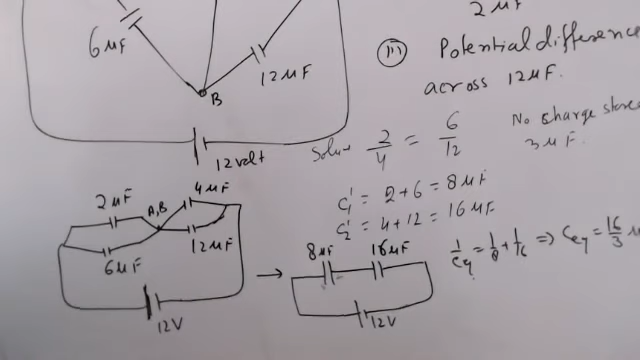 2 μF
6 μF
(III) Potential difference
across 12 μF.
12 μF
B
12 volt
Solu- 2/4 = 6/12
No charge store
3 μF.
C₁' = 2+6 = 8 μF
C₂' = 4+12 = 16 μF
2 μF
A,B
4 μF
6 μF
12 μF
12V
8 μF
16 μF
12V
1/Ceq = 1/8 + 1/16 ⇒ Ceq = 16/3 μ